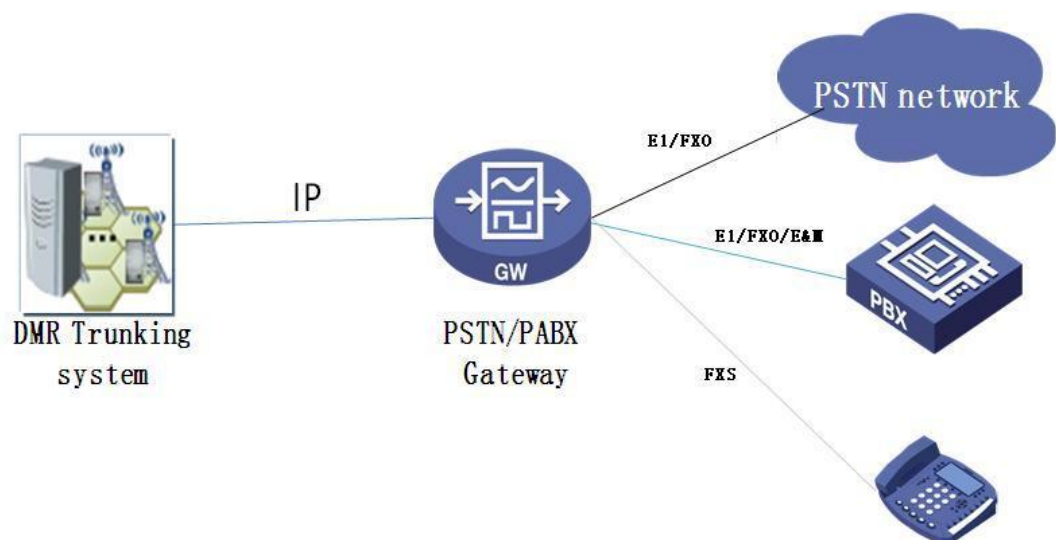 PSTN network
E1/FXO
IP
E1/FXO/E&M
GW
PBX
DMR Trunking
system
PSTN/PABX
Gateway
FXS